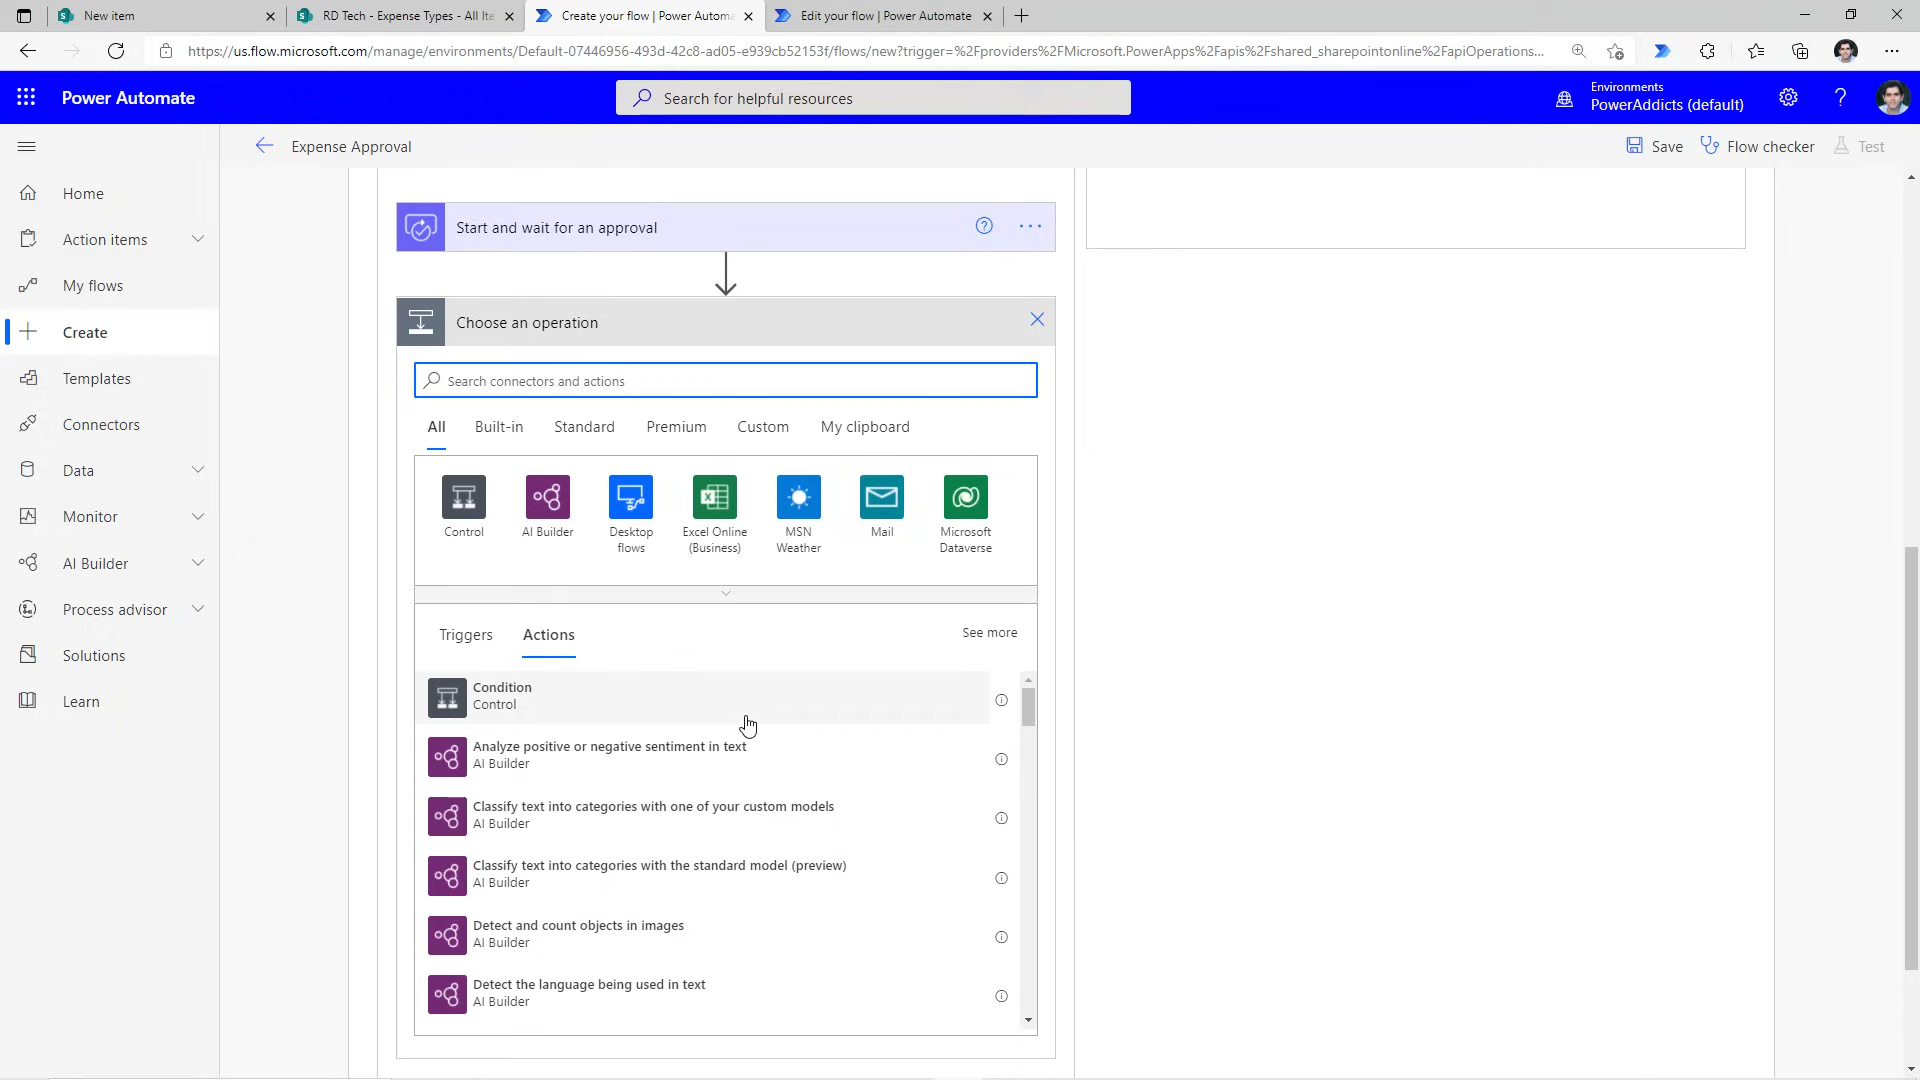 New item
RD Tech - Expense Types - All Ite
Create your flow | Power Automa
Edit your flow | Power Automate
https://us.flow.microsoft.com/manage/environments/Default-07446956-493d-42c8-ad05-e939cb52153f/flows/new?trigger=%2Fproviders%2FMicrosoft.PowerApps%2Fapis%2Fshared_sharepointonline%2FapiOperations...
Power Automate
Search for helpful resources
Environments
PowerAddicts (default)
Expense Approval
Save
Flow checker
Test
Home
Action items
My flows
Create
Templates
Connectors
Data
Monitor
AI Builder
Process advisor
Solutions
Learn
Start and wait for an approval
Choose an operation
Search connectors and actions
All
Built-in
Standard
Premium
Custom
My clipboard
Control
AI Builder
Desktop
flows
Excel Online
(Business)
MSN
Weather
Mail
Microsoft
Dataverse
Triggers
Actions
See more
Condition
Control
Analyze positive or negative sentiment in text
AI Builder
Classify text into categories with one of your custom models
AI Builder
Classify text into categories with the standard model (preview)
AI Builder
Detect and count objects in images
AI Builder
Detect the language being used in text
AI Builder